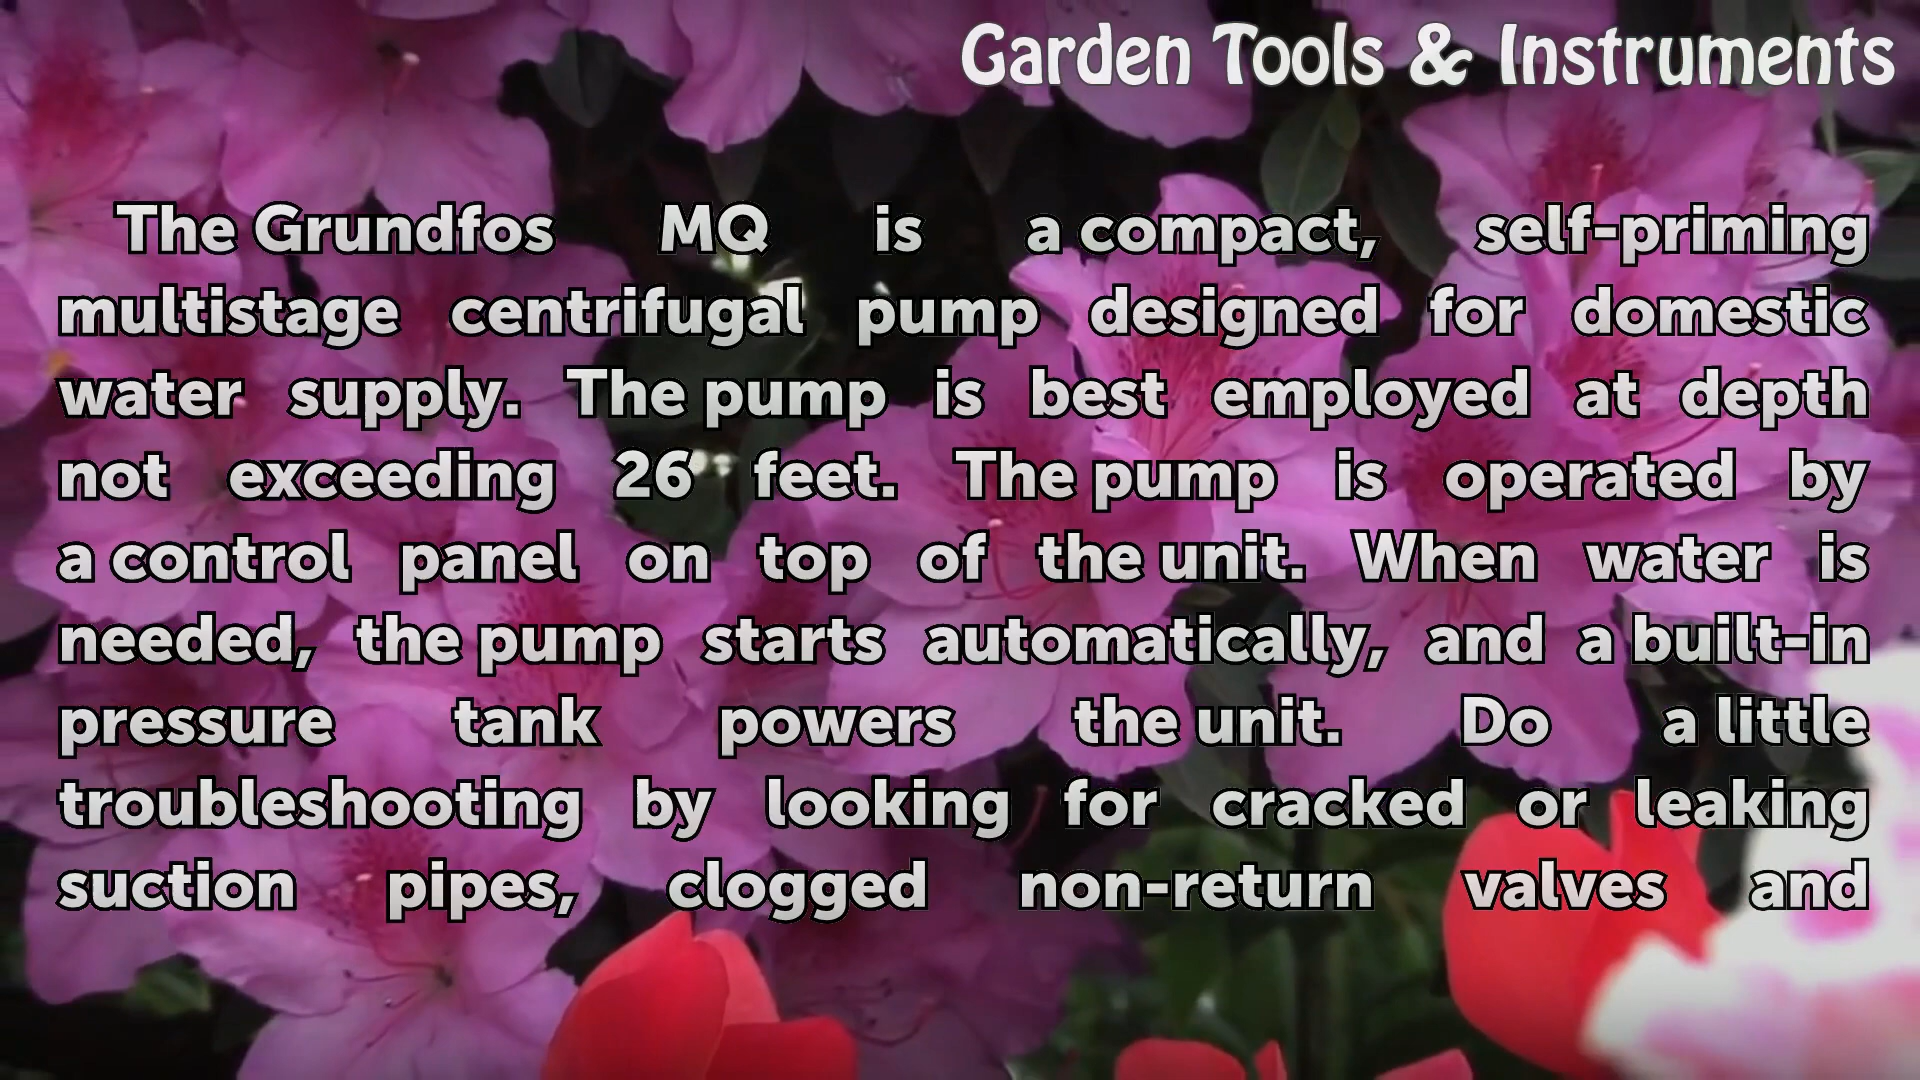 Garden Tools & Instruments
The Grundfos MQ is a compact, self-priming
multistage centrifugal pump designed for domestic
water supply. The pump is best employed at depth
not exceeding 26 feet. The pump is operated by
a control panel on top of the unit. When water is
needed, the pump starts automatically, and a built-in
pressure tank powers the unit. Do a little
troubleshooting by looking for cracked or leaking
suction pipes, clogged non-return valves and